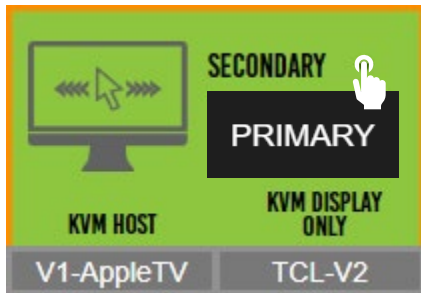 SECONDARY
PRIMARY
KVM HOST
KVM DISPLAY
ONLY
V1-AppleTV
TCL-V2